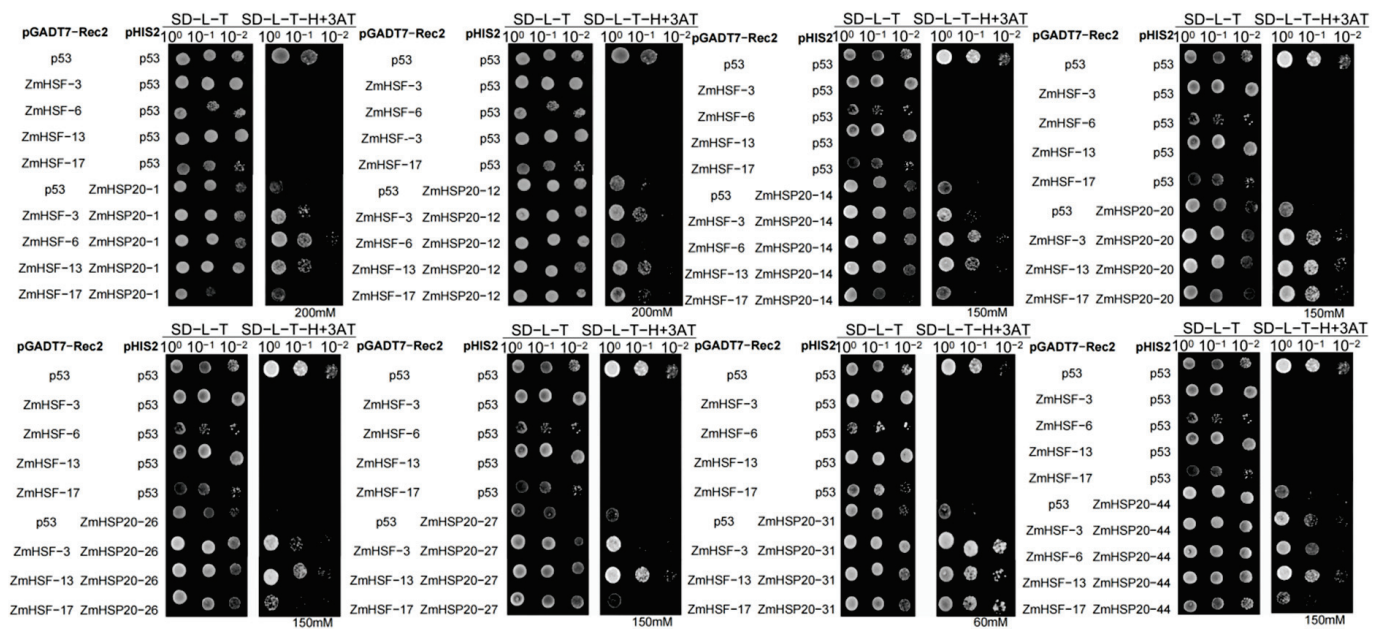 SD-L-T SD-L-T-H+3AT
pGADT7-Rec2 pHIS2 10⁰ 10⁻¹ 10⁻² 10⁰ 10⁻¹ 10⁻²
p53 p53
ZmHSF-3 p53
ZmHSF-6 p53
ZmHSF-13 p53
ZmHSF-17 p53
p53 ZmHSP20-1
ZmHSF-3 ZmHSP20-1
ZmHSF-6 ZmHSP20-1
ZmHSF-13 ZmHSP20-1
ZmHSF-17 ZmHSP20-1
200mM
SD-L-T SD-L-T-H+3AT
pGADT7-Rec2 pHIS2 10⁰ 10⁻¹ 10⁻² 10⁰ 10⁻¹ 10⁻²
p53 p53
ZmHSF-3 p53
ZmHSF-6 p53
ZmHSF--3 p53
ZmHSF-17 p53
p53 ZmHSP20-12
ZmHSF-3 ZmHSP20-12
ZmHSF-6 ZmHSP20-12
ZmHSF-13 ZmHSP20-12
ZmHSF-17 ZmHSP20-12
200mM
SD-L-T SD-L-T-H+3AT
pGADT7-Rec2 pHIS2 10⁰ 10⁻¹ 10⁻² 10⁰ 10⁻¹ 10⁻²
p53 p53
ZmHSF-3 p53
ZmHSF-6 p53
ZmHSF-13 p53
ZmHSF-17 p53
p53 ZmHSP20-14
ZmHSF-3 ZmHSP20-14
ZmHSF-6 ZmHSP20-14
ZmHSF-13 ZmHSP20-14
ZmHSF-17 ZmHSP20-14
150mM
SD-L-T SD-L-T-H+3AT
pGADT7-Rec2 pHIS2 10⁰ 10⁻¹ 10⁻² 10⁰ 10⁻¹ 10⁻²
p53 p53
ZmHSF-3 p53
ZmHSF-6 p53
ZmHSF-13 p53
ZmHSF-17 p53
p53 ZmHSP20-20
ZmHSF-3 ZmHSP20-20
ZmHSF-13 ZmHSP20-20
ZmHSF-17 ZmHSP20-20
150mM
SD-L-T SD-L-T-H+3AT
pGADT7-Rec2 pHIS2 10⁰ 10⁻¹ 10⁻² 10⁰ 10⁻¹ 10⁻²
p53 p53
ZmHSF-3 p53
ZmHSF-6 p53
ZmHSF-13 p53
ZmHSF-17 p53
p53 ZmHSP20-26
ZmHSF-3 ZmHSP20-26
ZmHSF-13 ZmHSP20-26
ZmHSF-17 ZmHSP20-26
150mM
SD-L-T SD-L-T-H+3AT
pGADT7-Rec2 pHIS2 10⁰ 10⁻¹ 10⁻² 10⁰ 10⁻¹ 10⁻²
p53 p53
ZmHSF-3 p53
ZmHSF-6 p53
ZmHSF-13 p53
ZmHSF-17 p53
p53 ZmHSP20-27
ZmHSF-3 ZmHSP20-27
ZmHSF-13 ZmHSP20-27
ZmHSF-17 ZmHSP20-27
150mM
SD-L-T SD-L-T-H+3AT
pGADT7-Rec2 pHIS2 10⁰ 10⁻¹ 10⁻² 10⁰ 10⁻¹ 10⁻²
p53 p53
ZmHSF-3 p53
ZmHSF-6 p53
ZmHSF-13 p53
ZmHSF-17 p53
p53 ZmHSP20-31
ZmHSF-3 ZmHSP20-31
ZmHSF-13 ZmHSP20-31
ZmHSF-17 ZmHSP20-31
60mM
SD-L-T SD-L-T-H+3AT
pGADT7-Rec2 pHIS2 10⁰ 10⁻¹ 10⁻² 10⁰ 10⁻¹ 10⁻²
p53 p53
ZmHSF-3 p53
ZmHSF-6 p53
ZmHSF-13 p53
ZmHSF-17 p53
p53 ZmHSP20-44
ZmHSF-3 ZmHSP20-44
ZmHSF-6 ZmHSP20-44
ZmHSF-13 ZmHSP20-44
ZmHSF-17 ZmHSP20-44
150mM